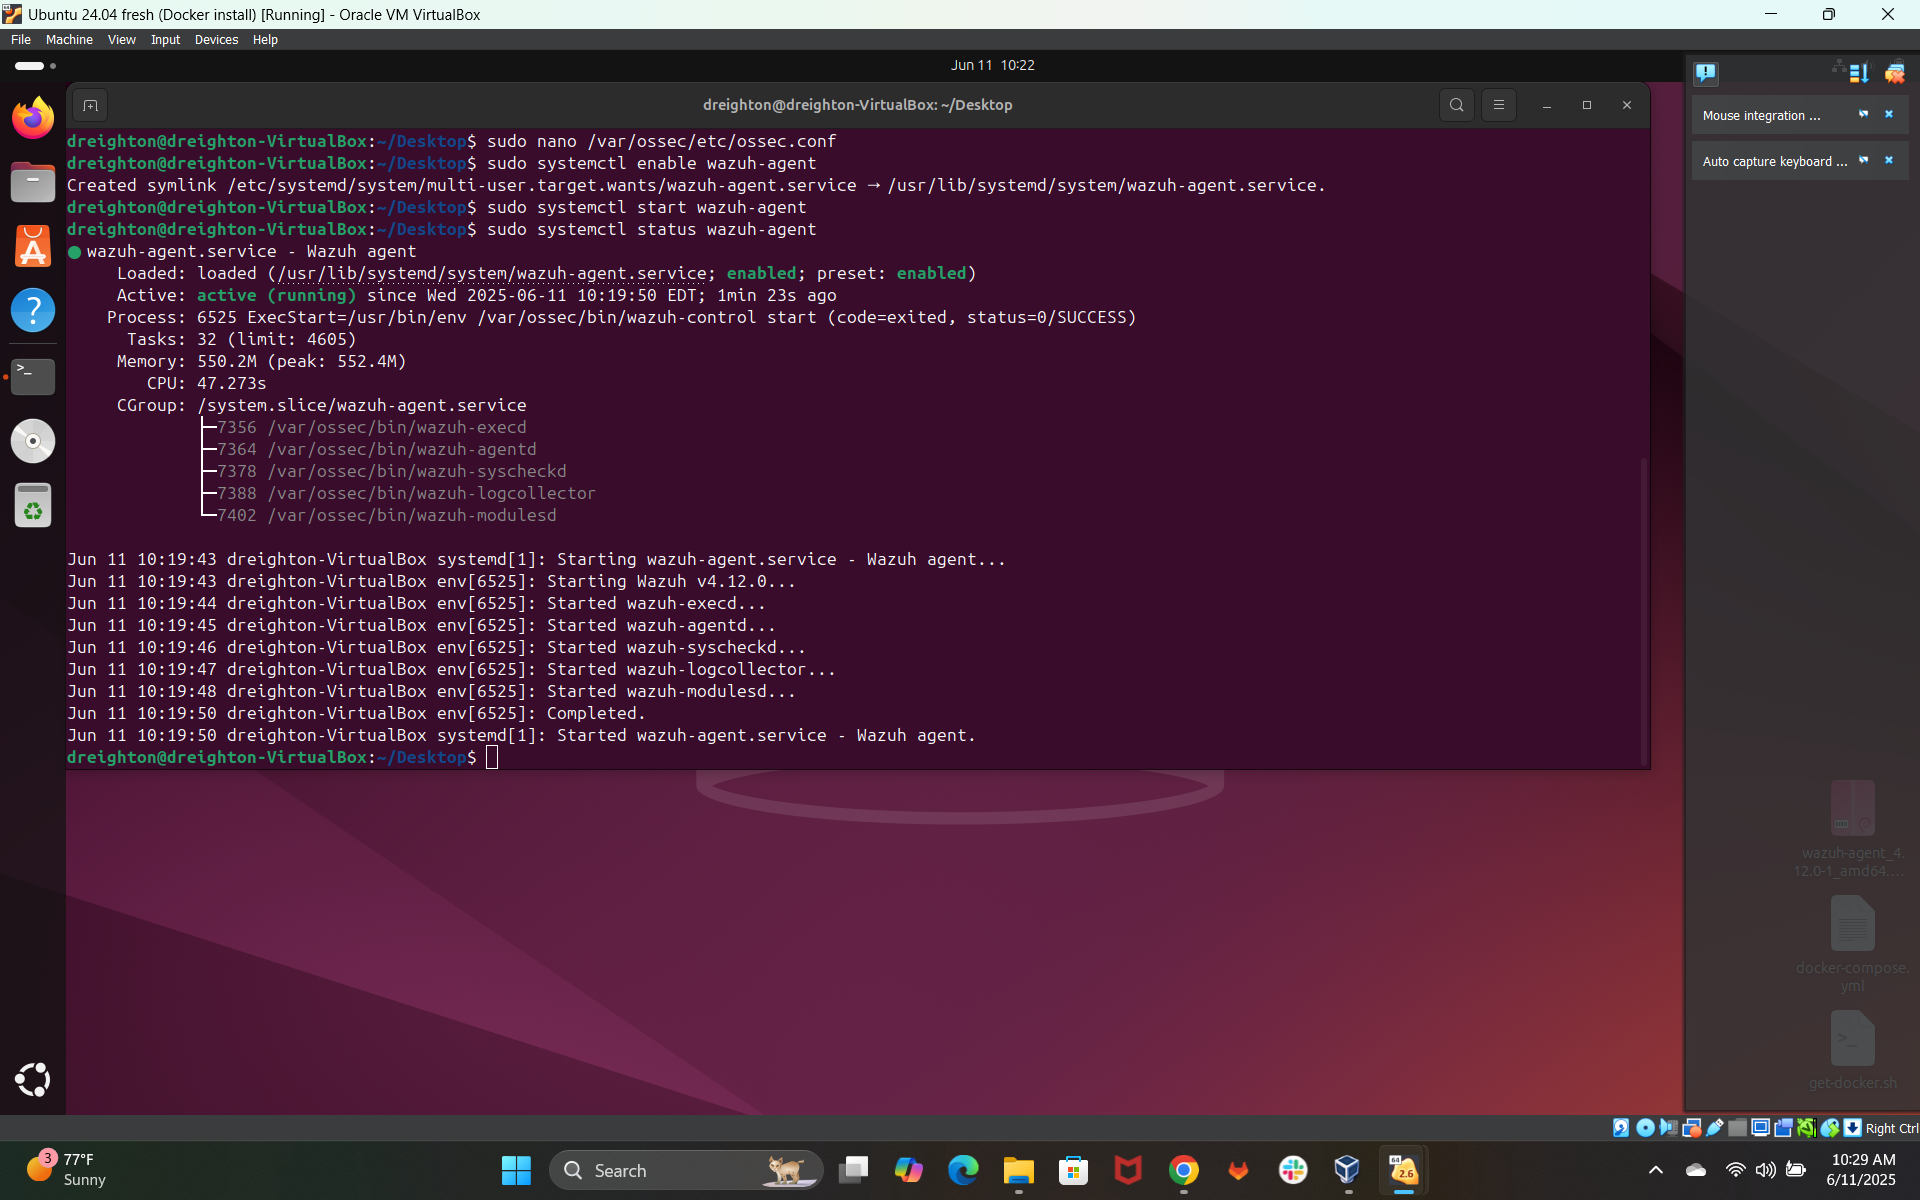 Ubuntu 24.04 fresh (Docker install) [Running] - Oracle VM VirtualBox
File Machine View Input Devices Help
Jun 11 10:22
dreighton@dreighton-VirtualBox: ~/Desktop
Mouse integration ...
Auto capture keyboard ...
dreighton@dreighton-VirtualBox:~/Desktop$ sudo nano /var/ossec/etc/ossec.conf
dreighton@dreighton-VirtualBox:~/Desktop$ sudo systemctl enable wazuh-agent
Created symlink /etc/systemd/system/multi-user.target.wants/wazuh-agent.service → /usr/lib/systemd/system/wazuh-agent.service.
dreighton@dreighton-VirtualBox:~/Desktop$ sudo systemctl start wazuh-agent
dreighton@dreighton-VirtualBox:~/Desktop$ sudo systemctl status wazuh-agent
● wazuh-agent.service - Wazuh agent
Loaded: loaded (/usr/lib/systemd/system/wazuh-agent.service; enabled; preset: enabled)
Active: active (running) since Wed 2025-06-11 10:19:50 EDT; 1min 23s ago
Process: 6525 ExecStart=/usr/bin/env /var/ossec/bin/wazuh-control start (code=exited, status=0/SUCCESS)
Tasks: 32 (limit: 4605)
Memory: 550.2M (peak: 552.4M)
CPU: 47.273s
CGroup: /system.slice/wazuh-agent.service
├─7356 /var/ossec/bin/wazuh-execd
├─7364 /var/ossec/bin/wazuh-agentd
├─7378 /var/ossec/bin/wazuh-syscheckd
├─7388 /var/ossec/bin/wazuh-logcollector
└─7402 /var/ossec/bin/wazuh-modulesd
Jun 11 10:19:43 dreighton-VirtualBox systemd[1]: Starting wazuh-agent.service - Wazuh agent...
Jun 11 10:19:43 dreighton-VirtualBox env[6525]: Starting Wazuh v4.12.0...
Jun 11 10:19:44 dreighton-VirtualBox env[6525]: Started wazuh-execd...
Jun 11 10:19:45 dreighton-VirtualBox env[6525]: Started wazuh-agentd...
Jun 11 10:19:46 dreighton-VirtualBox env[6525]: Started wazuh-syscheckd...
Jun 11 10:19:47 dreighton-VirtualBox env[6525]: Started wazuh-logcollector...
Jun 11 10:19:48 dreighton-VirtualBox env[6525]: Started wazuh-modulesd...
Jun 11 10:19:50 dreighton-VirtualBox env[6525]: Completed.
Jun 11 10:19:50 dreighton-VirtualBox systemd[1]: Started wazuh-agent.service - Wazuh agent.
dreighton@dreighton-VirtualBox:~/Desktop$
wazuh-agent_4.
12.0-1_amd64....
docker-compose.
yml
get-docker.sh
Right Ctrl
3
77°F
Sunny
Search
64
2.6
10:29 AM
6/11/2025